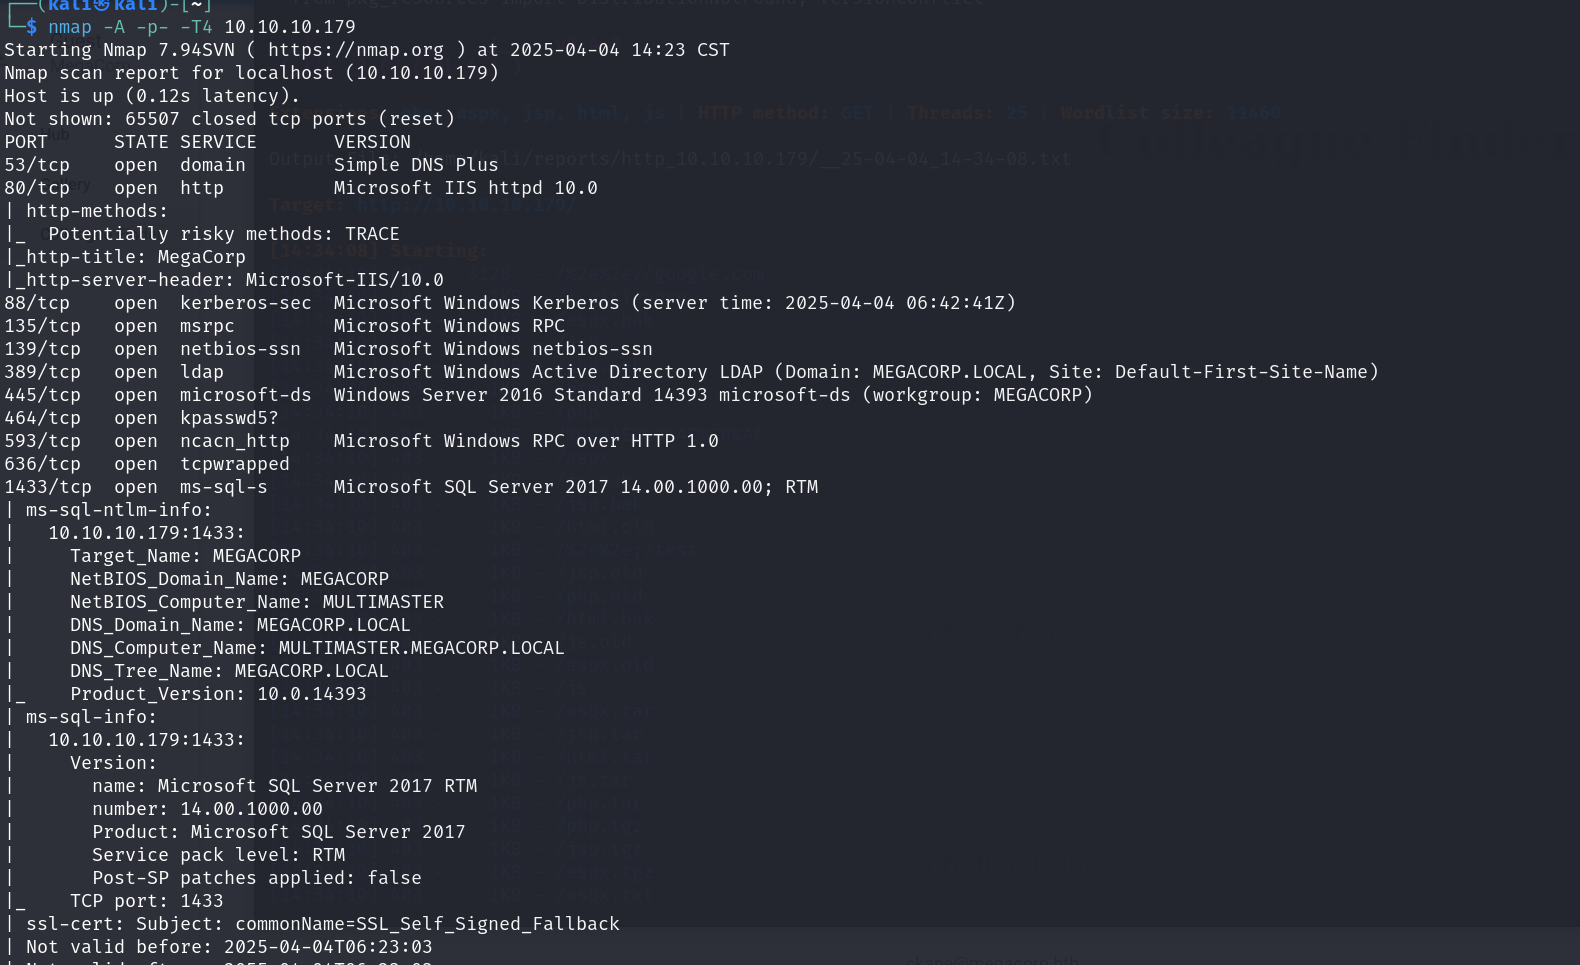 ┌──(kali㉿kali)-[~]
└─$ nmap -A -p- -T4 10.10.10.179
Starting Nmap 7.94SVN ( https://nmap.org ) at 2025-04-04 14:23 CST
Nmap scan report for localhost (10.10.10.179)
Host is up (0.12s latency).
Not shown: 65507 closed tcp ports (reset)
PORT      STATE SERVICE       VERSION
53/tcp    open  domain        Simple DNS Plus
80/tcp    open  http          Microsoft IIS httpd 10.0
| http-methods:
|_  Potentially risky methods: TRACE
|_http-title: MegaCorp
|_http-server-header: Microsoft-IIS/10.0
88/tcp    open  kerberos-sec  Microsoft Windows Kerberos (server time: 2025-04-04 06:42:41Z)
135/tcp   open  msrpc         Microsoft Windows RPC
139/tcp   open  netbios-ssn   Microsoft Windows netbios-ssn
389/tcp   open  ldap          Microsoft Windows Active Directory LDAP (Domain: MEGACORP.LOCAL, Site: Default-First-Site-Name)
445/tcp   open  microsoft-ds  Windows Server 2016 Standard 14393 microsoft-ds (workgroup: MEGACORP)
464/tcp   open  kpasswd5?
593/tcp   open  ncacn_http    Microsoft Windows RPC over HTTP 1.0
636/tcp   open  tcpwrapped
1433/tcp  open  ms-sql-s      Microsoft SQL Server 2017 14.00.1000.00; RTM
| ms-sql-ntlm-info:
|   10.10.10.179:1433:
|     Target_Name: MEGACORP
|     NetBIOS_Domain_Name: MEGACORP
|     NetBIOS_Computer_Name: MULTIMASTER
|     DNS_Domain_Name: MEGACORP.LOCAL
|     DNS_Computer_Name: MULTIMASTER.MEGACORP.LOCAL
|     DNS_Tree_Name: MEGACORP.LOCAL
|_    Product_Version: 10.0.14393
| ms-sql-info:
|   10.10.10.179:1433:
|     Version:
|       name: Microsoft SQL Server 2017 RTM
|       number: 14.00.1000.00
|       Product: Microsoft SQL Server 2017
|       Service pack level: RTM
|       Post-SP patches applied: false
|_    TCP port: 1433
| ssl-cert: Subject: commonName=SSL_Self_Signed_Fallback
| Not valid before: 2025-04-04T06:23:03